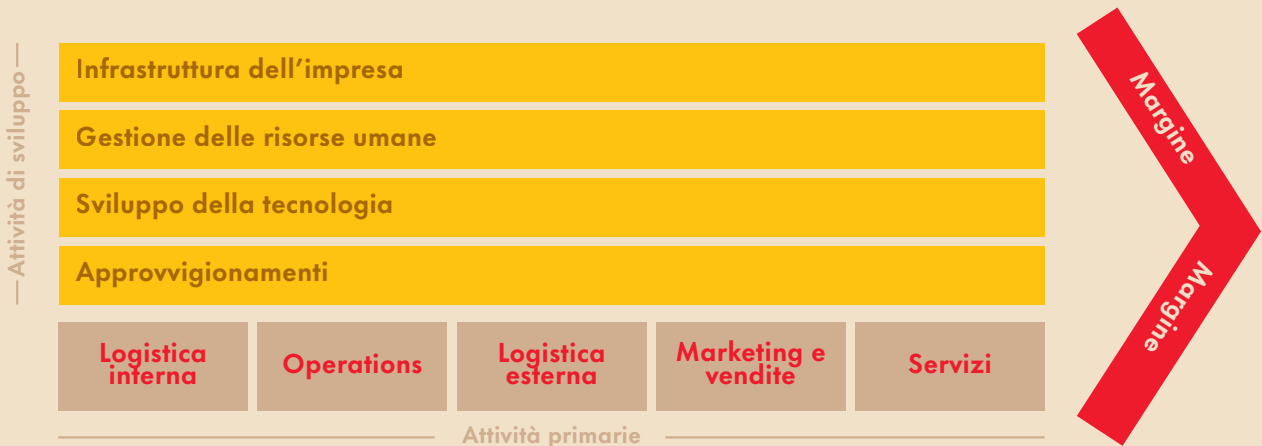 Attività di sviluppo
Infrastruttura dell’impresa
Gestione delle risorse umane
Sviluppo della tecnologia
Approvvigionamenti
Logistica
interna
Operations
Logistica
esterna
Marketing e
vendite
Servizi
Attività primarie
Margine
Margine